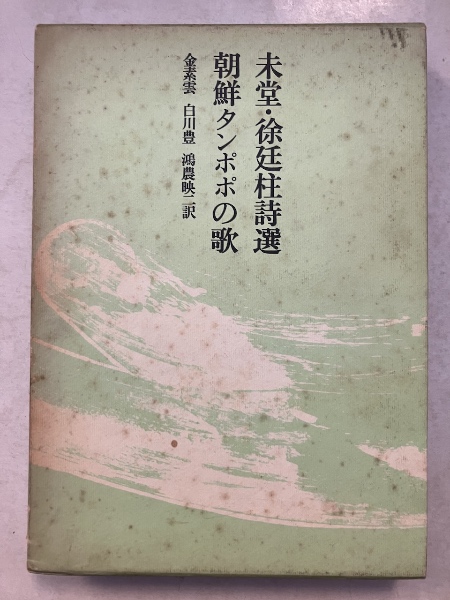 未堂・徐廷柱詩選
朝鮮タンポポの歌
金素雲 白川豊 鴻農映二訳